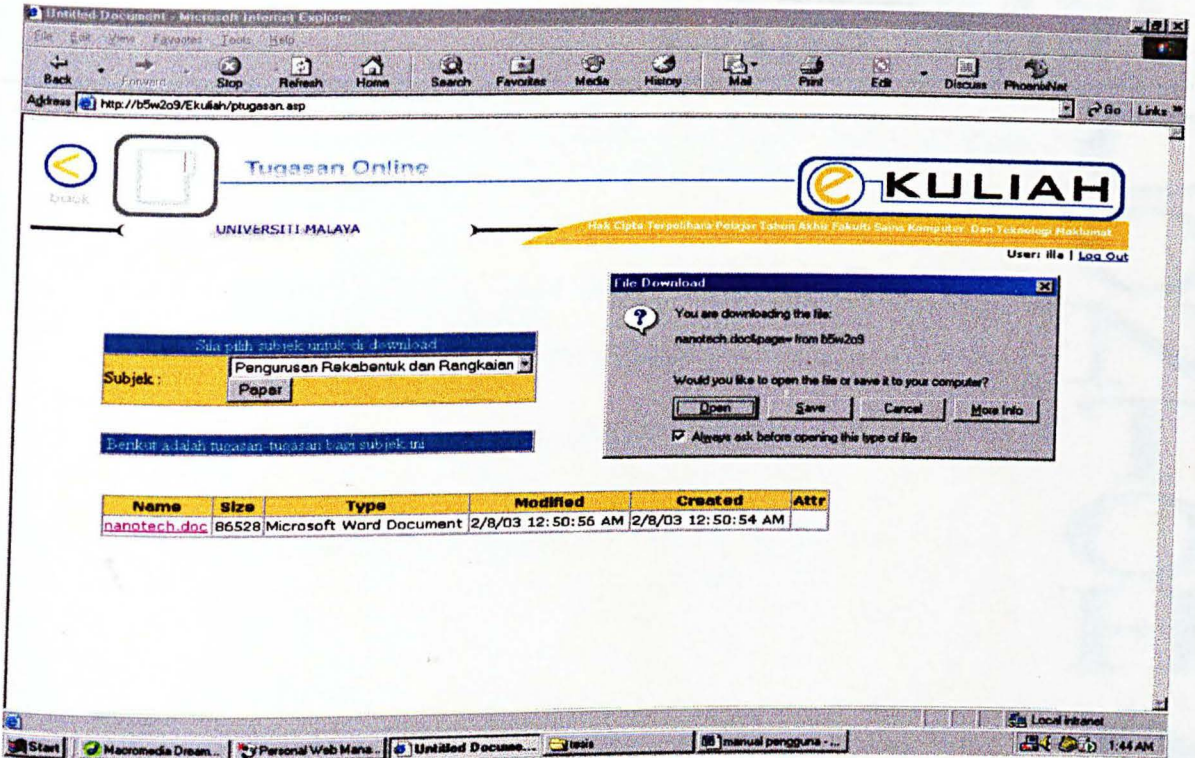 Untitled Document - Microsoft Internet Explorer
File Edit View Favorites Tools Help
Back Forward Stop Refresh Home Search Favorites Media History Mail Print Edit Discuss PhoenixNet
Address http://b5w2o9/Ekuliah/ptugasan.asp Go Links »
back
Tugasan Online
e KULIAH
UNIVERSITI MALAYA
Hak Cipta Terpelihara Pelajar Tahun Akhir Fakulti Sains Komputer Dan Teknologi Maklumat
User: illa | Log Out
File Download
You are downloading the file:
nanotech.doc&page= from b5w2o9
Would you like to open the file or save it to your computer?
Open Save Cancel More Info
Always ask before opening this type of file
Sila pilih subjek untuk di download
Subjek : Pengurusan Rekabentuk dan Rangkaian
Papar
Berikut adalah tugasan-tugasan bagi subjek ini
Name Size Type Modified Created Attr
nanotech.doc 86528 Microsoft Word Document 2/8/03 12:50:56 AM 2/8/03 12:50:54 AM
Local intranet
Start Macromedia Dream... Personal Web Mana... Untitled Docume... tesis manual pengguna - ... 1:44 AM